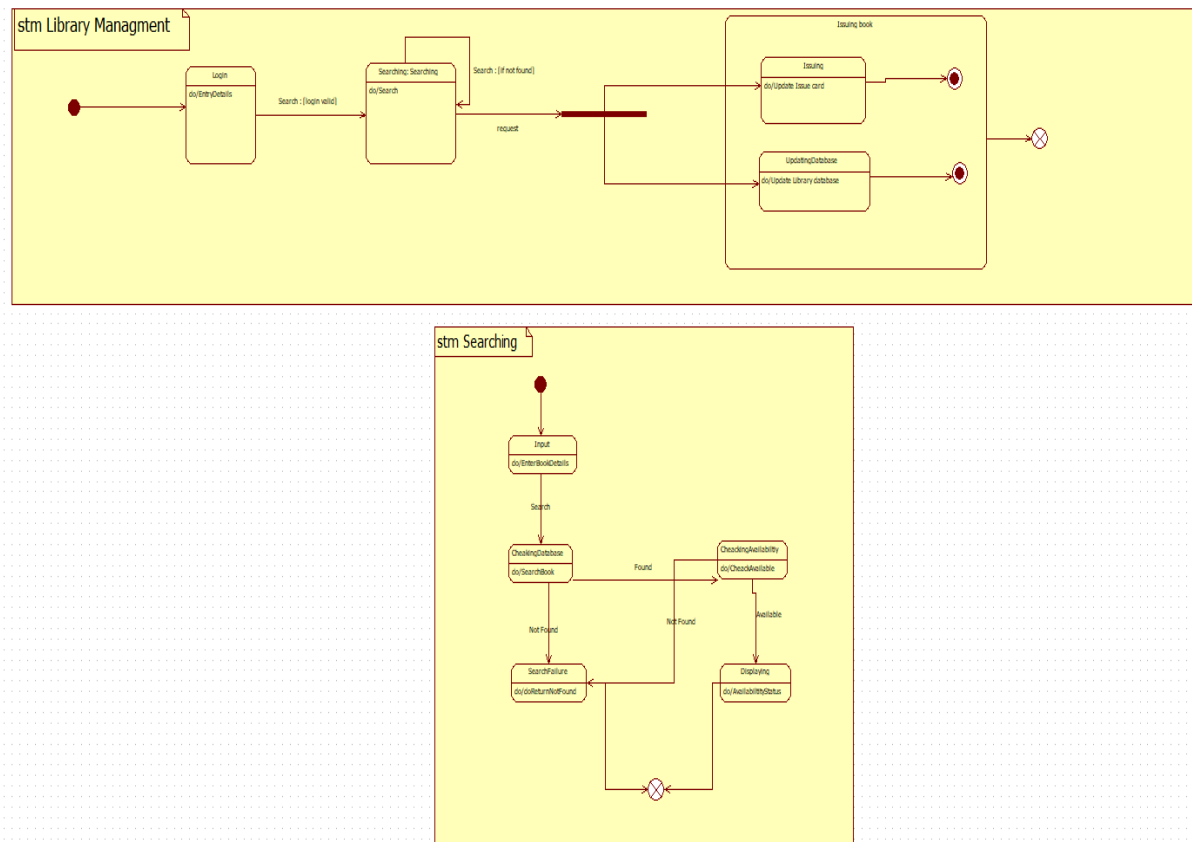 stm Library Managment
Issuing book
Login
do/EntryDetails
Search : [login valid]
Searching: Searching
do/Search
Search : [if not found]
request
Issuing
do/Update Issue card
UpdatingDatabase
do/Update Library database
stm Searching
Input
do/EnterBookDetails
Search
CheakingDatabase
do/SearchBook
Found
CheackingAvailability
do/CheackAvailable
Not Found
Not Found
Available
SearchFailure
do/doReturnNotFound
Displaying
do/AvailabiltityStatus